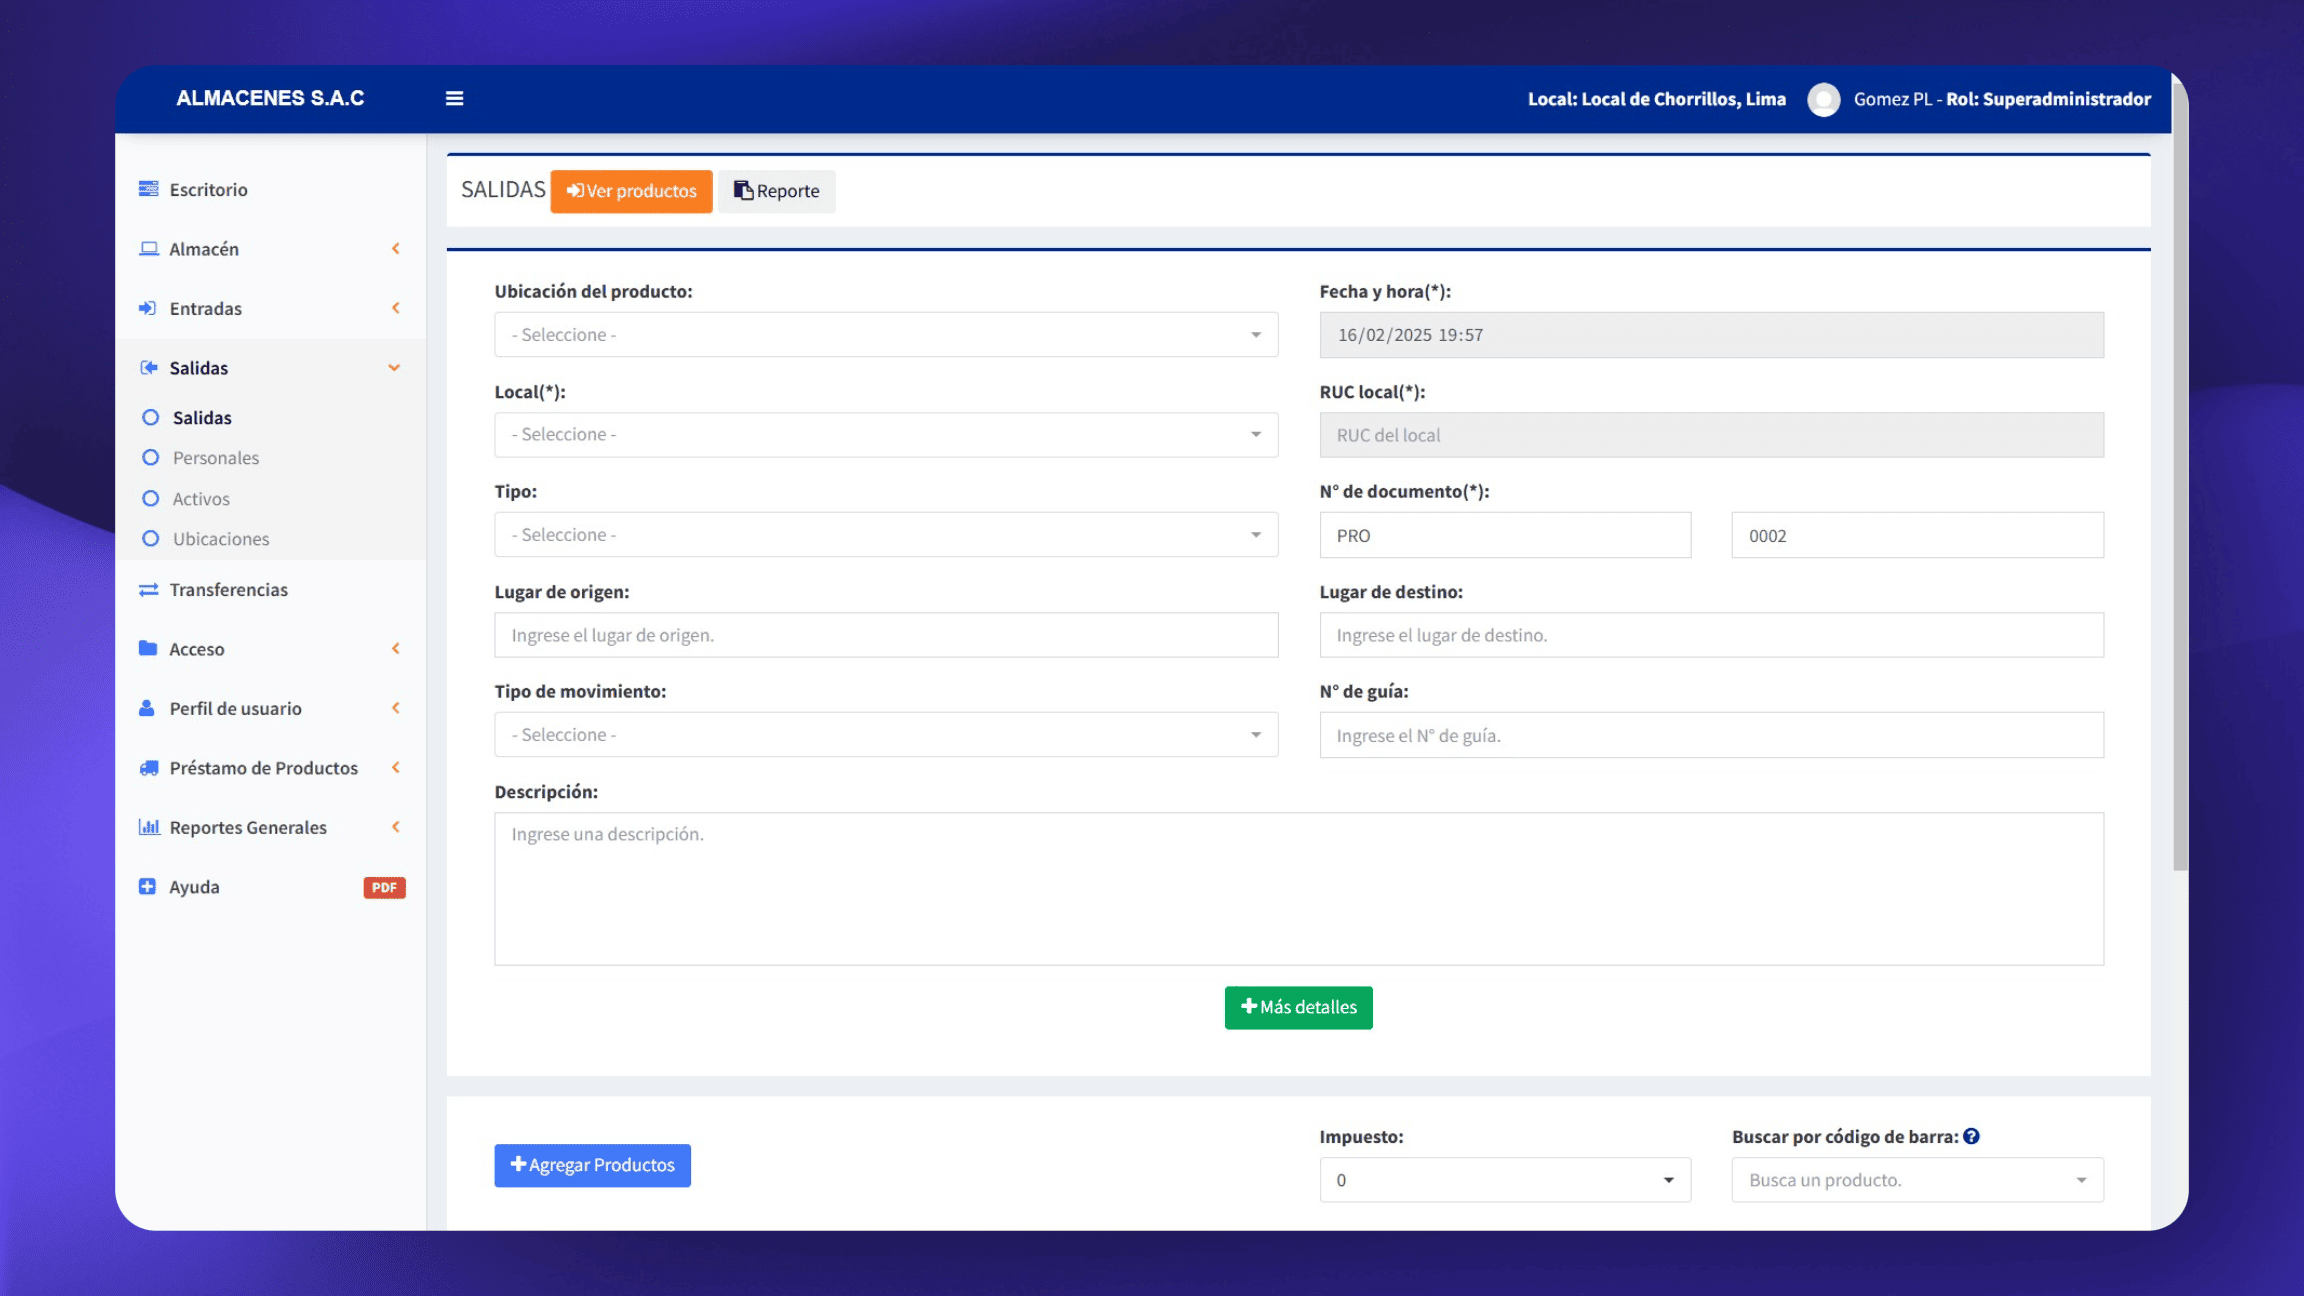 ALMACENES S.A.C
Local: Local de Chorrillos, Lima
Gomez PL - Rol: Superadministrador
Escritorio
Almacén
Entradas
Salidas
Salidas
Personales
Activos
Ubicaciones
Transferencias
Acceso
Perfil de usuario
Préstamo de Productos
Reportes Generales
Ayuda PDF
SALIDAS Ver productos Reporte
Ubicación del producto:
- Seleccione -
Fecha y hora(*):
16/02/2025 19:57
Local(*):
- Seleccione -
RUC local(*):
RUC del local
Tipo:
- Seleccione -
N° de documento(*):
PRO 0002
Lugar de origen:
Ingrese el lugar de origen.
Lugar de destino:
Ingrese el lugar de destino.
Tipo de movimiento:
- Seleccione -
N° de guía:
Ingrese el N° de guía.
Descripción:
Ingrese una descripción.
Más detalles
Agregar Productos
Impuesto:
0
Buscar por código de barra:
Busca un producto.